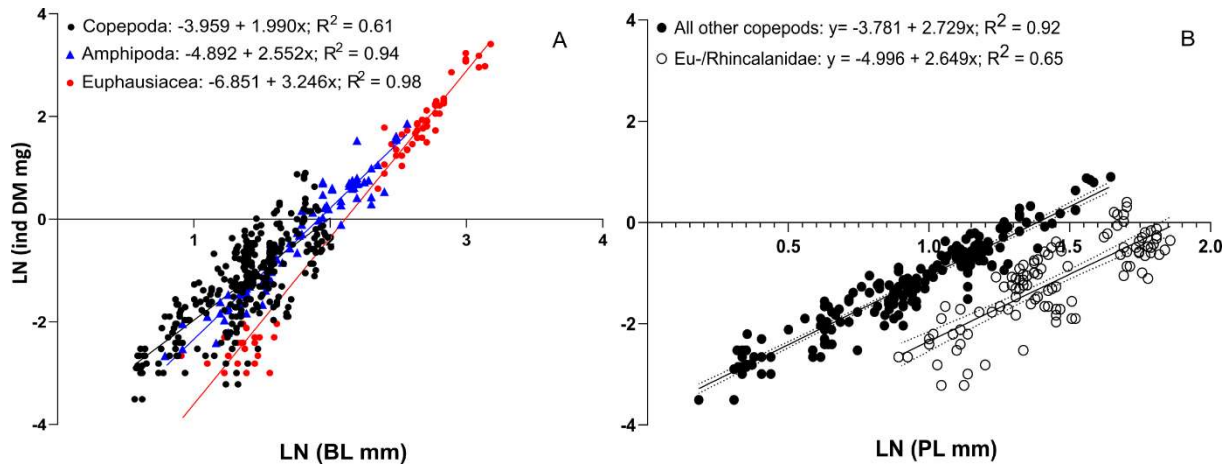 Copepoda: -3.959 + 1.990x; R² = 0.61
Amphipoda: -4.892 + 2.552x; R² = 0.94
Euphausiacea: -6.851 + 3.246x; R² = 0.98
A
4
2
0
-2
-4
1
3
4
LN (ind DM mg)
LN (BL mm)
All other copepods: y= -3.781 + 2.729x; R² = 0.92
Eu-/Rhincalanidae: y = -4.996 + 2.649x; R² = 0.65
B
4
2
0
-2
-4
0.5
1.0
1.5
2.0
LN (PL mm)